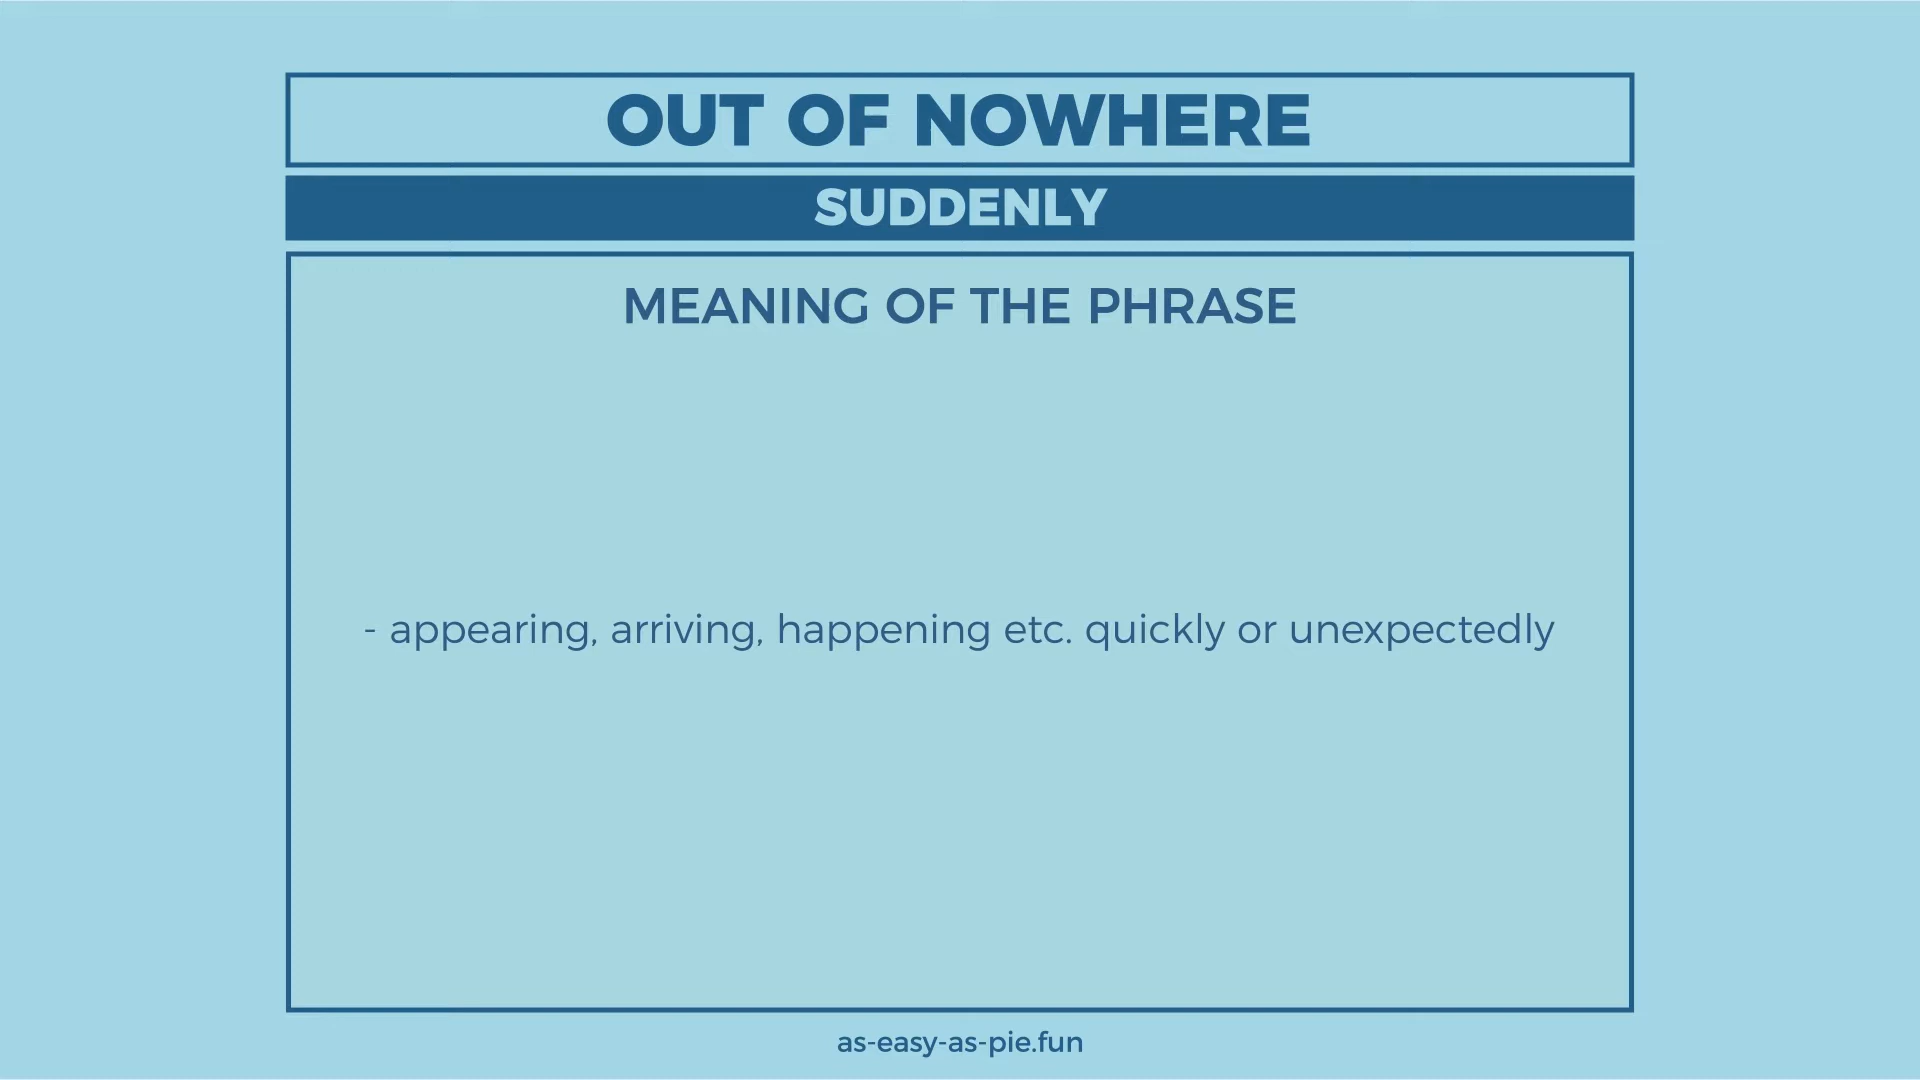 OUT OF NOWHERE
SUDDENLY
MEANING OF THE PHRASE
- appearing, arriving, happening etc. quickly or unexpectedly
as-easy-as-pie.fun